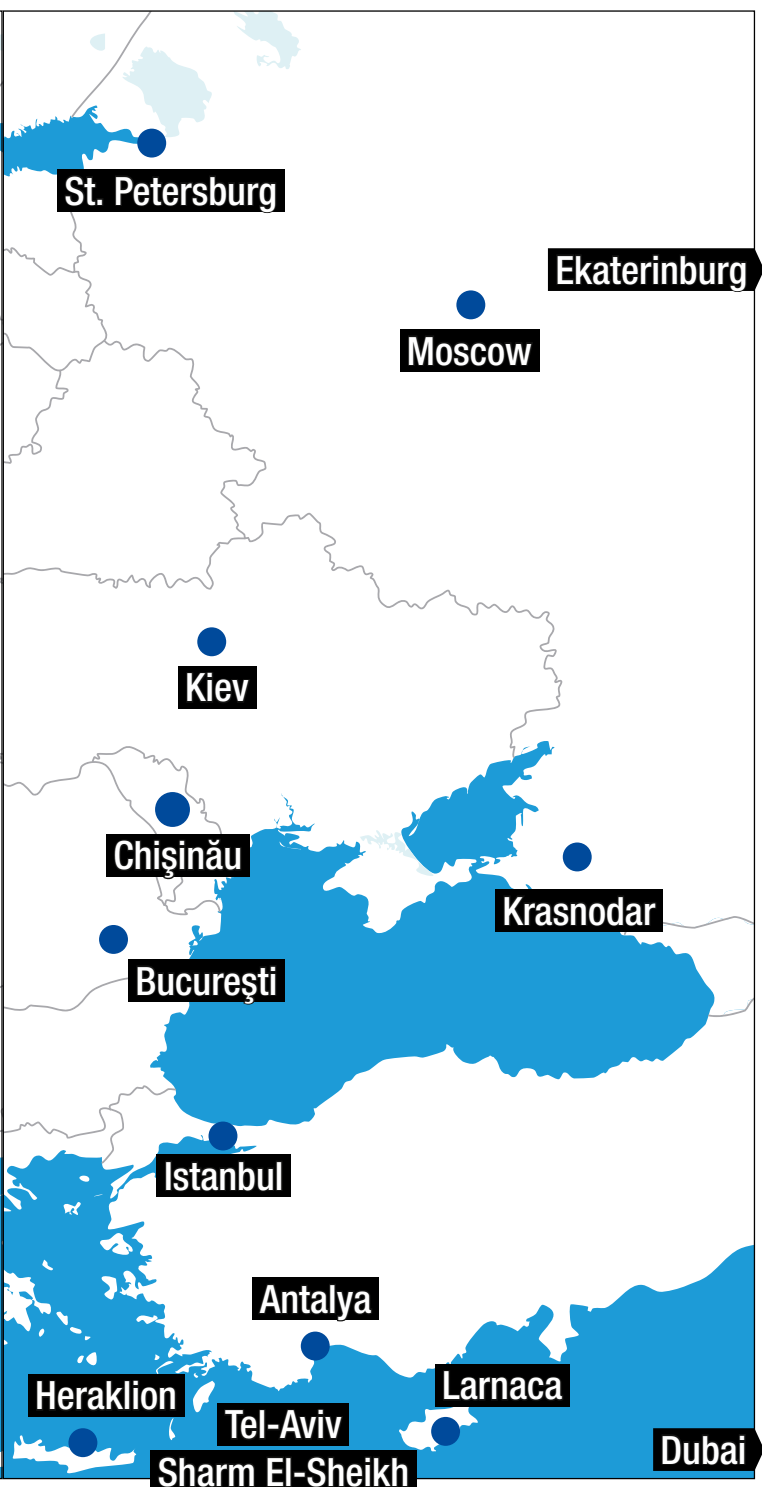 St. Petersburg
Ekaterinburg
Moscow
Kiev
Chişinău
Krasnodar
Bucureşti
Istanbul
Antalya
Larnaca
Heraklion
Tel-Aviv
Dubai
Sharm El-Sheikh